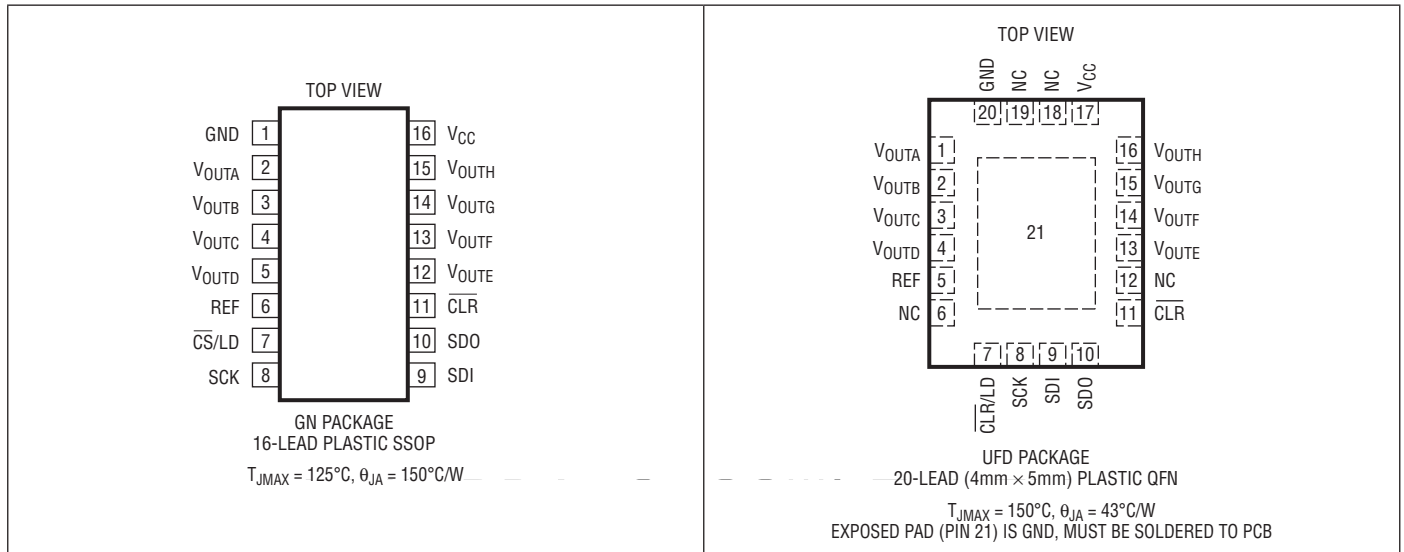 TOP VIEW
GND 1
VOUTA 2
VOUTB 3
VOUTC 4
VOUTD 5
REF 6
C̅S̅/LD 7
SCK 8
16 VCC
15 VOUTH
14 VOUTG
13 VOUTF
12 VOUTE
11 C̅L̅R̅
10 SDO
9 SDI
GN PACKAGE
16-LEAD PLASTIC SSOP
TJMAX = 125°C, θJA = 150°C/W
TOP VIEW
GND NC NC VCC
20 19 18 17
VOUTA 1
VOUTB 2
VOUTC 3
VOUTD 4
REF 5
NC 6
21
16 VOUTH
15 VOUTG
14 VOUTF
13 VOUTE
12 NC
11 C̅L̅R̅
7 8 9 10
C̅L̅R̅/LD SCK SDI SDO
UFD PACKAGE
20-LEAD (4mm × 5mm) PLASTIC QFN
TJMAX = 150°C, θJA = 43°C/W
EXPOSED PAD (PIN 21) IS GND, MUST BE SOLDERED TO PCB